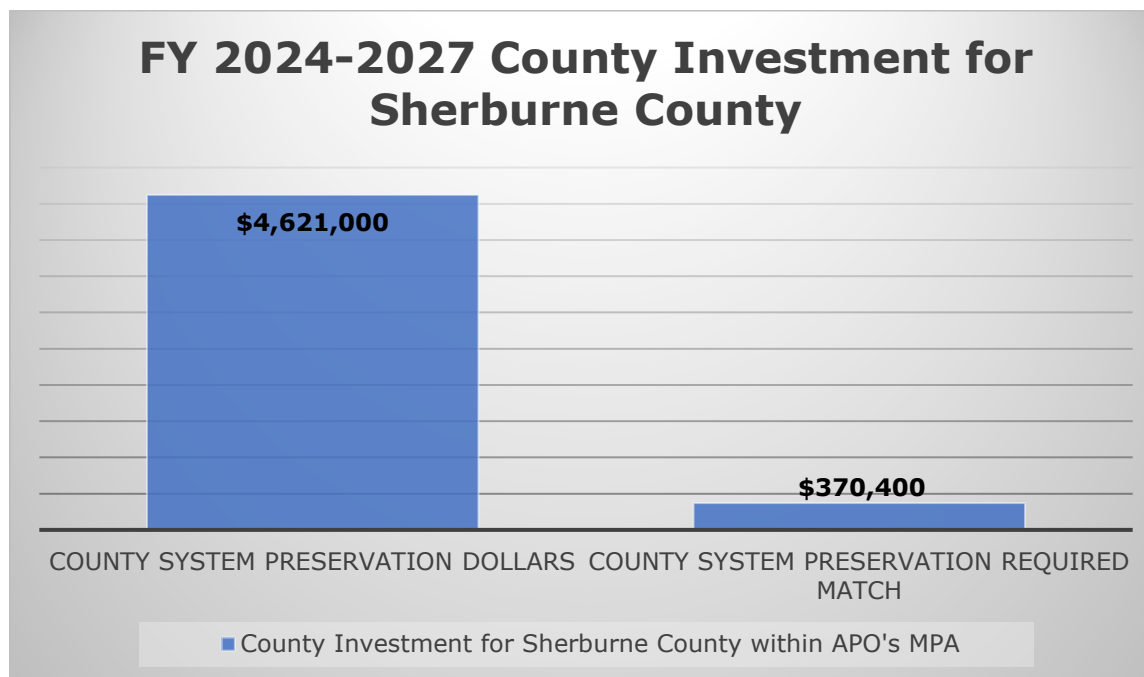 FY 2024-2027 County Investment for
Sherburne County
$4,621,000
$370,400
COUNTY SYSTEM PRESERVATION DOLLARS
COUNTY SYSTEM PRESERVATION REQUIRED
MATCH
County Investment for Sherburne County within APO's MPA